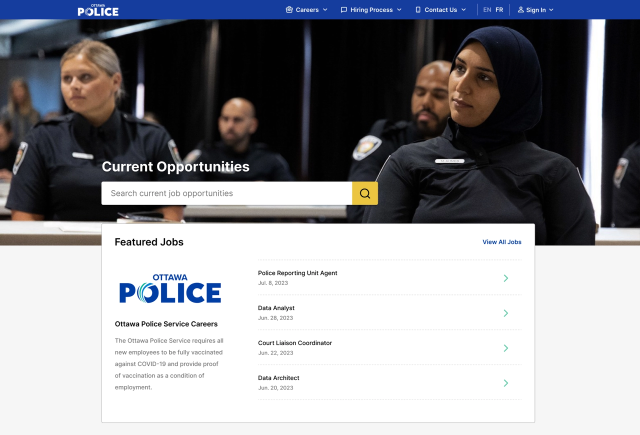 OTTAWA
POLICE
Careers
Hiring Process
Contact Us
EN FR
Sign In
Current Opportunities
Search current job opportunities
Featured Jobs
View All Jobs
OTTAWA
POLICE
Ottawa Police Service Careers
The Ottawa Police Service requires all
new employees to be fully vaccinated
against COVID-19 and provide proof
of vaccination as a condition of
employment.
Police Reporting Unit Agent
Jul. 8, 2023
Data Analyst
Jun. 28, 2023
Court Liaison Coordinator
Jun. 22, 2023
Data Architect
Jun. 20, 2023